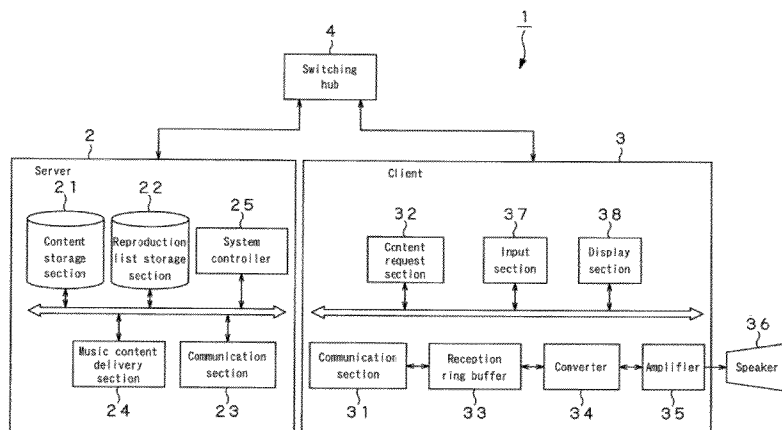 1
4
Switching
hub
2
3
Server
Client
21
22
25
32
37
38
Content
storage
section
Reproduction
list storage
section
System
controller
Content
request
section
Input
section
Display
section
36
Music content
delivery
section
Communication
section
Communication
section
Reception
ring buffer
Converter
Amplifier
Speaker
24
23
31
33
34
35